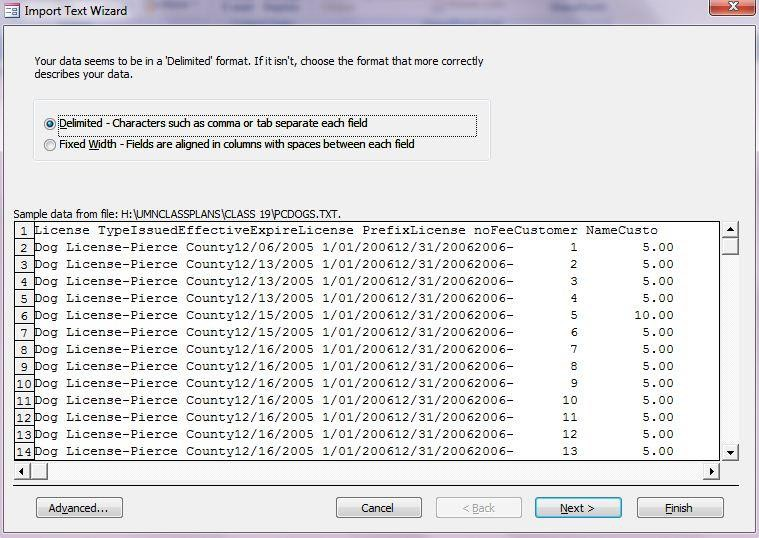 Import Text Wizard
Your data seems to be in a 'Delimited' format. If it isn't, choose the format that more correctly
describes your data.
Delimited - Characters such as comma or tab separate each field
Fixed Width - Fields are aligned in columns with spaces between each field
Sample data from file: H:\UMNCLASSPLANS\CLASS 19\PCDOGS.TXT.
1 License TypeIssuedEffectiveExpireLicense PrefixLicense noFeeCustomer NameCusto
2 Dog License-Pierce County12/06/2005 1/01/200612/31/20062006- 1 5.00
3 Dog License-Pierce County12/13/2005 1/01/200612/31/20062006- 2 5.00
4 Dog License-Pierce County12/13/2005 1/01/200612/31/20062006- 3 5.00
5 Dog License-Pierce County12/13/2005 1/01/200612/31/20062006- 4 5.00
6 Dog License-Pierce County12/15/2005 1/01/200612/31/20062006- 5 10.00
7 Dog License-Pierce County12/16/2005 1/01/200612/31/20062006- 6 5.00
8 Dog License-Pierce County12/16/2005 1/01/200612/31/20062006- 7 5.00
9 Dog License-Pierce County12/16/2005 1/01/200612/31/20062006- 8 5.00
10 Dog License-Pierce County12/16/2005 1/01/200612/31/20062006- 9 5.00
11 Dog License-Pierce County12/16/2005 1/01/200612/31/20062006- 10 5.00
12 Dog License-Pierce County12/16/2005 1/01/200612/31/20062006- 11 5.00
13 Dog License-Pierce County12/16/2005 1/01/200612/31/20062006- 12 5.00
14 Dog License-Pierce County12/16/2005 1/01/200612/31/20062006- 13 5.00
Advanced... Cancel < Back Next > Finish